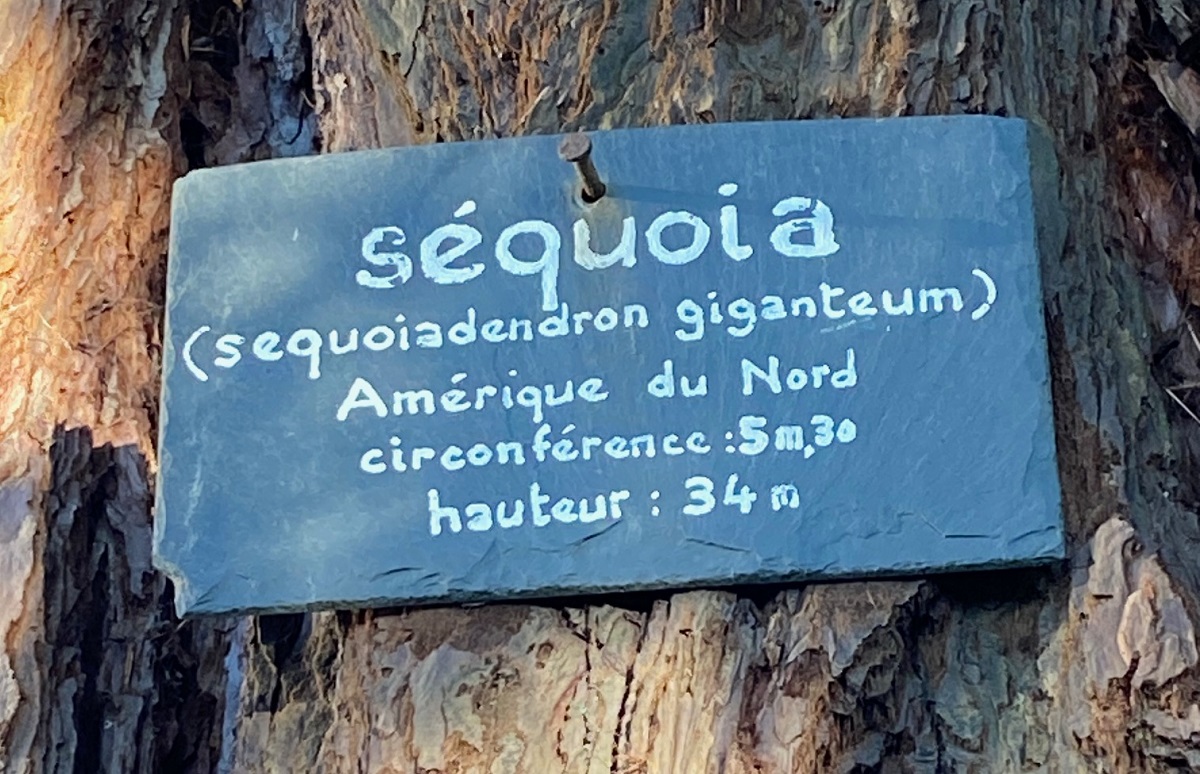 séquoia
(sequoiadendron giganteum)
Amérique du Nord
circonférence : 5m,30
hauteur : 34 m